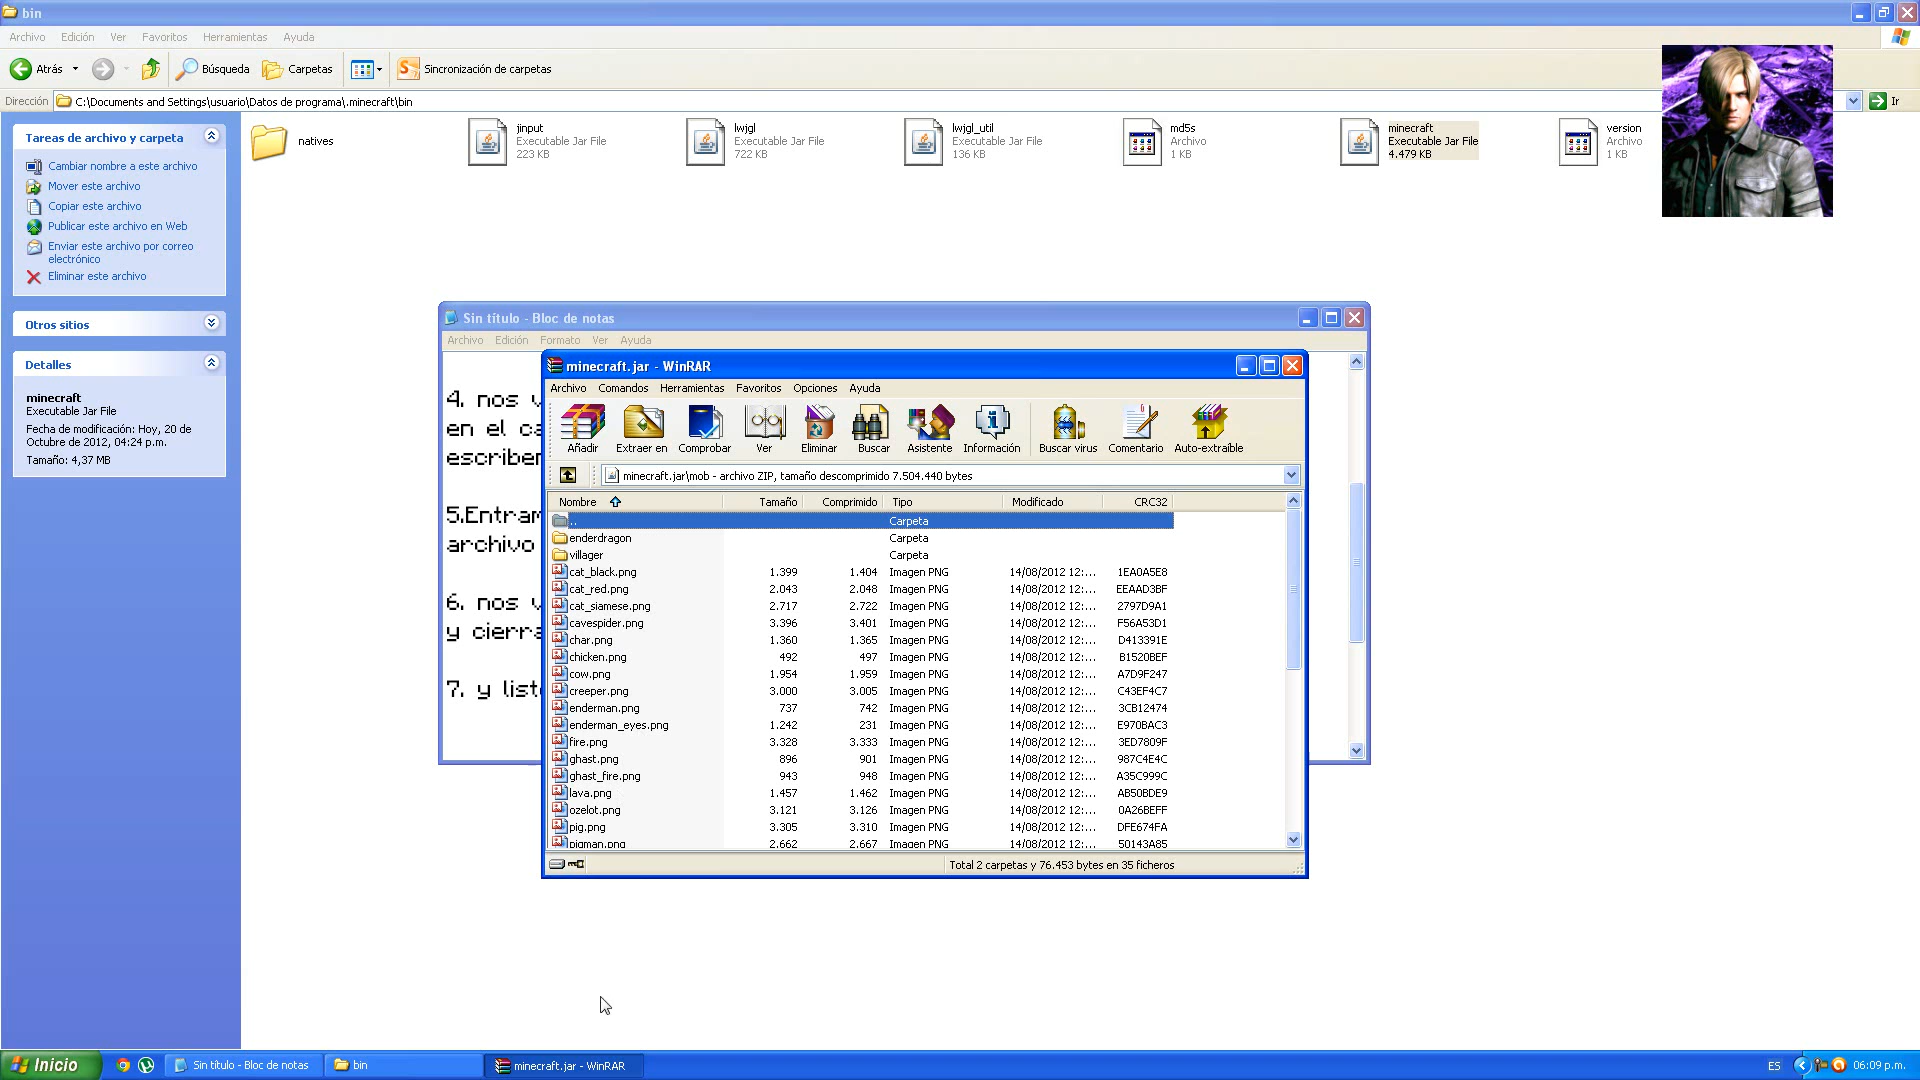 bin
Archivo Edición Ver Favoritos Herramientas Ayuda
Atrás Búsqueda Carpetas Sincronización de carpetas
Dirección C:\Documents and Settings\usuario\Datos de programa\.minecraft\bin Ir
Tareas de archivo y carpeta
Cambiar nombre a este archivo
Mover este archivo
Copiar este archivo
Publicar este archivo en Web
Enviar este archivo por correo
electrónico
Eliminar este archivo
Otros sitios
Detalles
minecraft
Executable Jar File
Fecha de modificación: Hoy, 20 de
Octubre de 2012, 04:24 p.m.
Tamaño: 4,37 MB
natives
jinput
Executable Jar File
223 KB
lwjgl
Executable Jar File
722 KB
lwjgl_util
Executable Jar File
136 KB
md5s
Archivo
1 KB
minecraft
Executable Jar File
4.479 KB
version
Archivo
1 KB
Sin título - Bloc de notas
Archivo Edición Formato Ver Ayuda
4. nos v
en el ca
escriben
5.Entram
archivo
6. nos v
y cierra
7. y list
minecraft.jar - WinRAR
Archivo Comandos Herramientas Favoritos Opciones Ayuda
Añadir Extraer en Comprobar Ver Eliminar Buscar Asistente Información Buscar virus Comentario Auto-extraíble
minecraft.jar\mob - archivo ZIP, tamaño descomprimido 7.504.440 bytes
Nombre Tamaño Comprimido Tipo Modificado CRC32
.. Carpeta
enderdragon Carpeta
villager Carpeta
cat_black.png 1.399 1.404 Imagen PNG 14/08/2012 12:... 1EA0A5E8
cat_red.png 2.043 2.048 Imagen PNG 14/08/2012 12:... EEAAD3BF
cat_siamese.png 2.717 2.722 Imagen PNG 14/08/2012 12:... 2797D9A1
cavespider.png 3.396 3.401 Imagen PNG 14/08/2012 12:... F56A53D1
char.png 1.360 1.365 Imagen PNG 14/08/2012 12:... D413391E
chicken.png 492 497 Imagen PNG 14/08/2012 12:... B1520BEF
cow.png 1.954 1.959 Imagen PNG 14/08/2012 12:... A7D9F247
creeper.png 3.000 3.005 Imagen PNG 14/08/2012 12:... C43EF4C7
enderman.png 737 742 Imagen PNG 14/08/2012 12:... 3CB12474
enderman_eyes.png 1.242 231 Imagen PNG 14/08/2012 12:... E970BAC3
fire.png 3.328 3.333 Imagen PNG 14/08/2012 12:... 3ED7809F
ghast.png 896 901 Imagen PNG 14/08/2012 12:... 987C4E4C
ghast_fire.png 943 948 Imagen PNG 14/08/2012 12:... A35C999C
lava.png 1.457 1.462 Imagen PNG 14/08/2012 12:... AB50BDE9
ozelot.png 3.121 3.126 Imagen PNG 14/08/2012 12:... 0A26BEFF
pig.png 3.305 3.310 Imagen PNG 14/08/2012 12:... DFE674FA
pigman.png 2.662 2.667 Imagen PNG 14/08/2012 12:... 50143A85
Total 2 carpetas y 76.453 bytes en 35 ficheros
Inicio Sin título - Bloc de notas bin minecraft.jar - WinRAR ES 06:09 p.m.